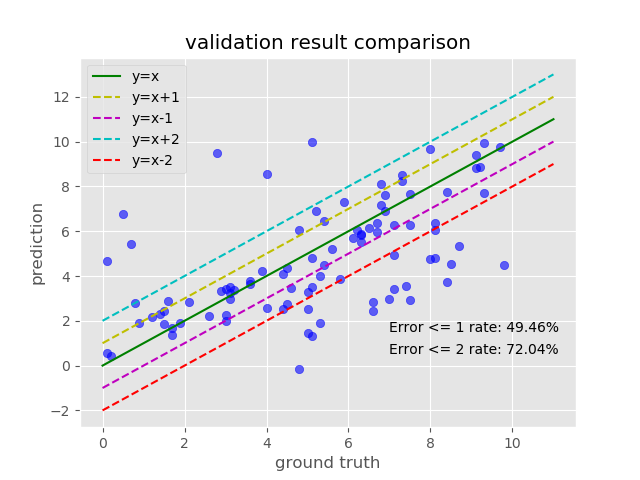 validation result comparison
y=x
y=x+1
y=x-1
y=x+2
y=x-2
12
10
8
6
4
2
0
−2
prediction
Error <= 1 rate: 49.46%
Error <= 2 rate: 72.04%
0 2 4 6 8 10
ground truth